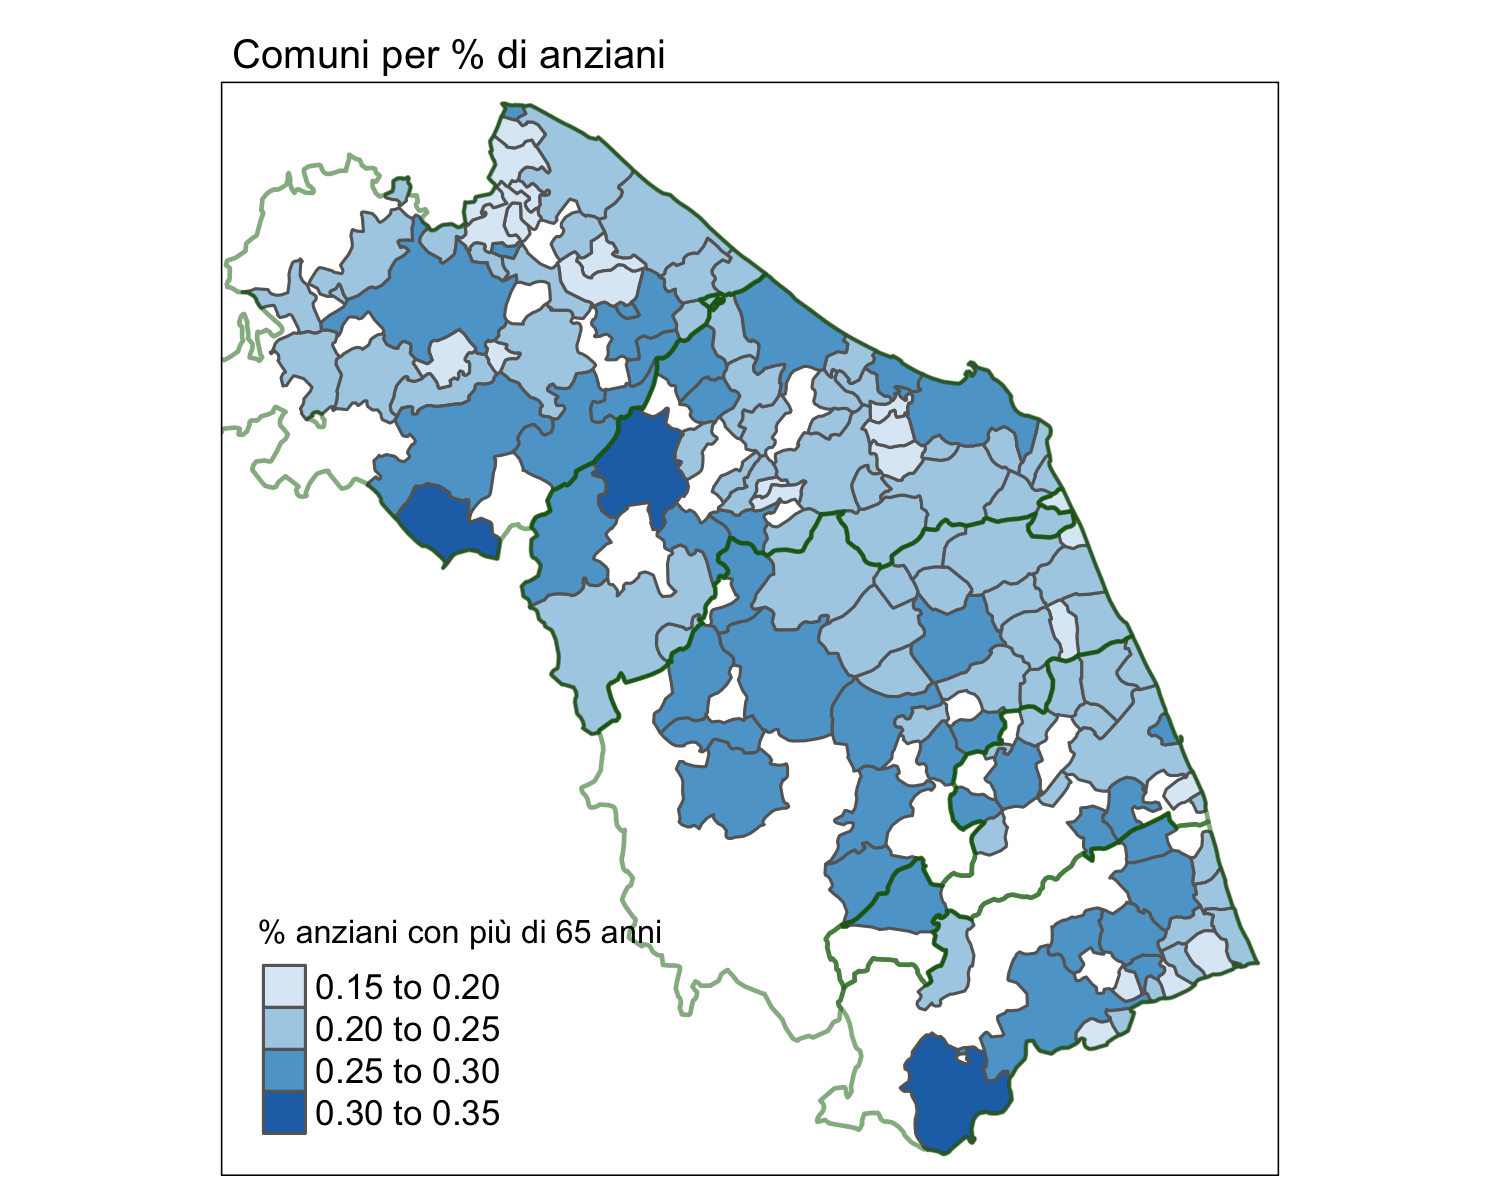 Comuni per % di anziani
% anziani con più di 65 anni
0.15 to 0.20
0.20 to 0.25
0.25 to 0.30
0.30 to 0.35